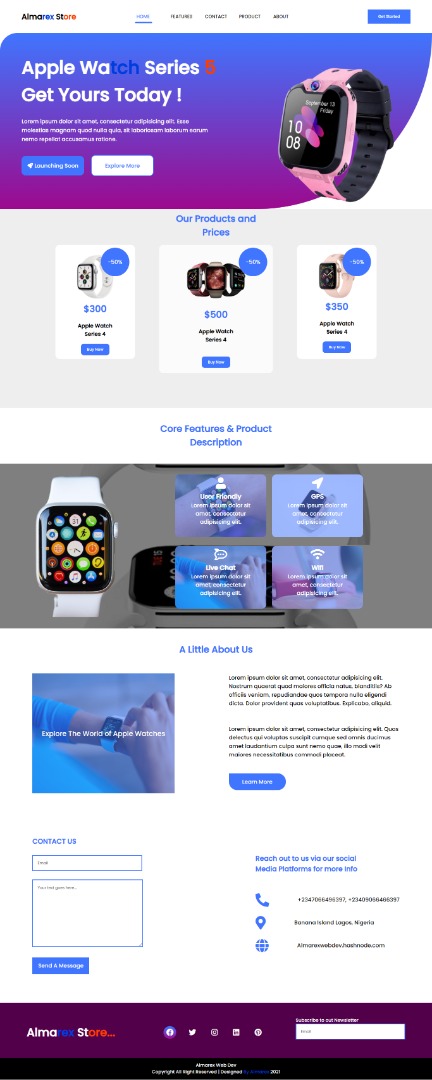 Almarex Store
HOME
FEATURES
CONTACT
PRODUCT
ABOUT
Get Started
Apple Watch Series 5
Get Yours Today !
Lorem ipsum dolor sit amet, consectetur adipisicing elit. Esse
molestias magnam quod nulla quia, sit laboriosam laborum earum
nemo repellat accusamus ratione.
Launching Soon
Explore More
September 13
Friday
10
08
Our Products and
Prices
-50%
$300
Apple Watch
Series 4
Buy Now
-50%
$500
Apple Watch
Series 4
Buy Now
-50%
$350
Apple Watch
Series 4
Buy Now
Core Features & Product
Description
User Friendly
Lorem ipsum dolor sit
amet, consectetur
adipisicing elit.
GPS
Lorem ipsum dolor sit
amet, consectetur
adipisicing elit.
Live Chat
Lorem ipsum dolor sit
amet, consectetur
adipisicing elit.
Wifi
Lorem ipsum dolor sit
amet, consectetur
adipisicing elit.
A Little About Us
Explore The World of Apple Watches
Lorem ipsum dolor sit amet, consectetur adipisicing elit.
Nostrum quaerat quod maiores officia natus, blanditiis? Ab
officiis veniam, repudiandae quos tempora nulla eligendi
dicta. Dolor provident quas voluptatibus. Explicabo, aliquid.
Lorem ipsum dolor sit amet, consectetur adipisicing elit. Quas
delectus qui voluptas suscipit cumque sed omnis ducimus
amet laudantium culpa sunt nemo quae, illo modi velit
maiores necessitatibus commodi placeat.
Learn More
CONTACT US
Email
Your text goes here...
Send A Message
Reach out to us via our social
Media Platforms for more Info
+2347066496397, +23409066466397
Banana Island Lagos, Nigeria
Almarexwebdev.hashnode.com
Almarex Store...
Subscribe to out Newsletter
Email
Almarex Web Dev
Copyright All Right Reserved | Designed By Almarex 2021